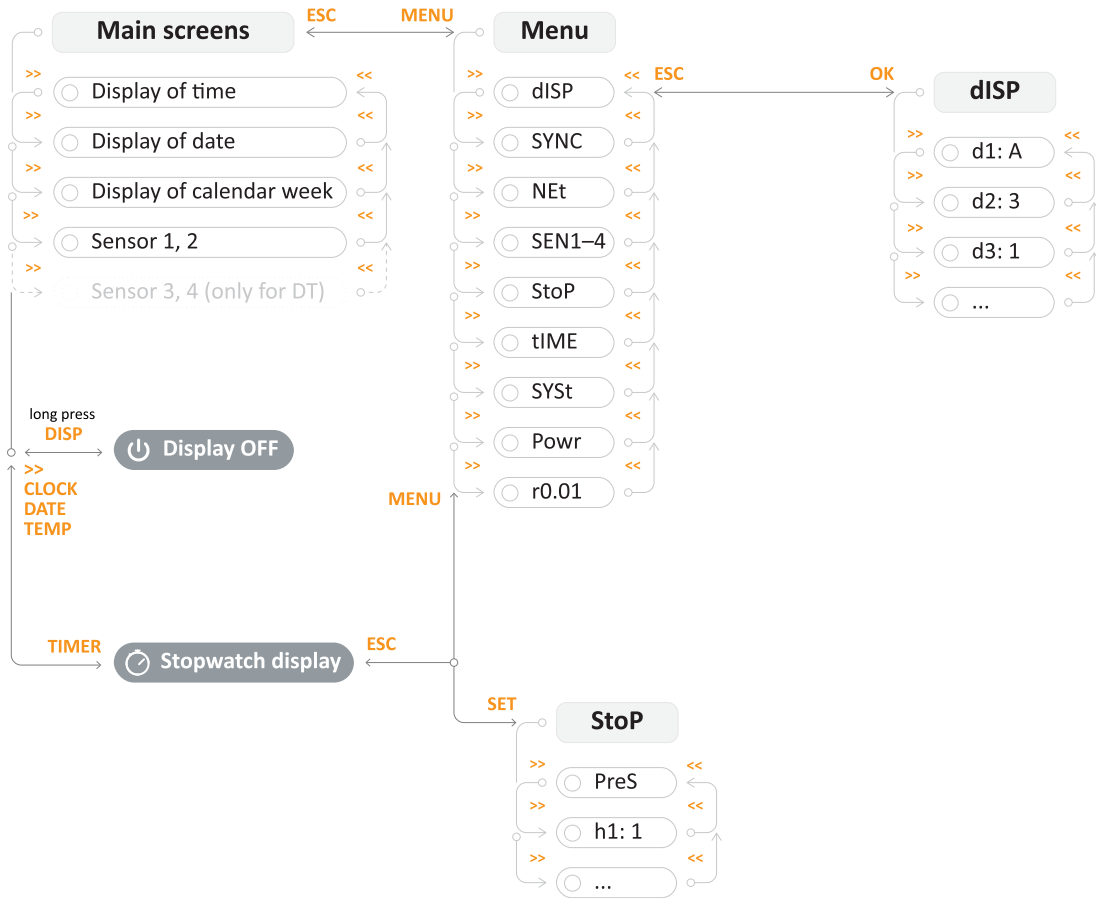 Main screens
ESC
MENU
Menu
>>
<<
Display of time
>>
<<
Display of date
>>
<<
Display of calendar week
>>
<<
Sensor 1, 2
>>
<<
Sensor 3, 4 (only for DT)
>>
<<
dISP
>>
<<
SYNC
>>
<<
NEt
>>
<<
SEN1–4
>>
<<
StoP
>>
<<
tIME
>>
<<
SYSt
>>
<<
Powr
>>
<<
r0.01
ESC
OK
dISP
>>
<<
d1: A
>>
<<
d2: 3
>>
<<
d3: 1
>>
<<
...
long press
DISP
Display OFF
>>
CLOCK
DATE
TEMP
MENU
TIMER
Stopwatch display
ESC
SET
StoP
>>
<<
PreS
>>
<<
h1: 1
>>
<<
...